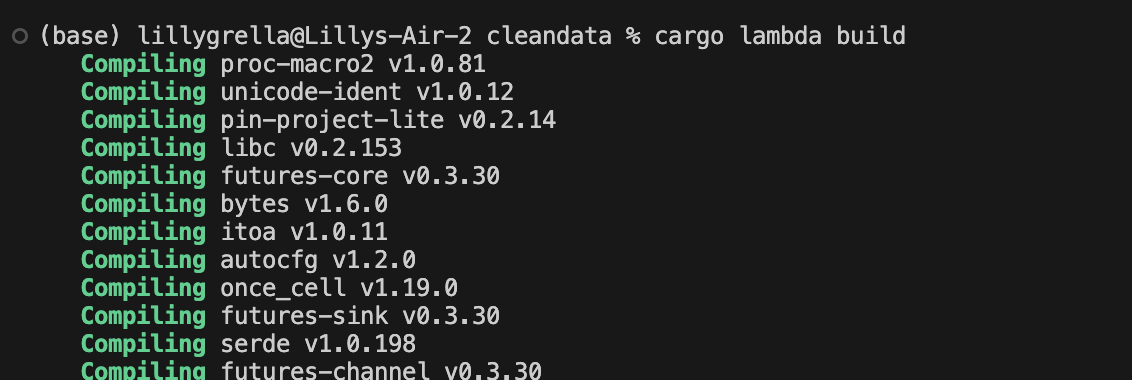 (base) lillygrella@Lillys-Air-2 cleandata % cargo lambda build
Compiling proc-macro2 v1.0.81
Compiling unicode-ident v1.0.12
Compiling pin-project-lite v0.2.14
Compiling libc v0.2.153
Compiling futures-core v0.3.30
Compiling bytes v1.6.0
Compiling itoa v1.0.11
Compiling autocfg v1.2.0
Compiling once_cell v1.19.0
Compiling futures-sink v0.3.30
Compiling serde v1.0.198
Compiling futures-channel v0.3.30